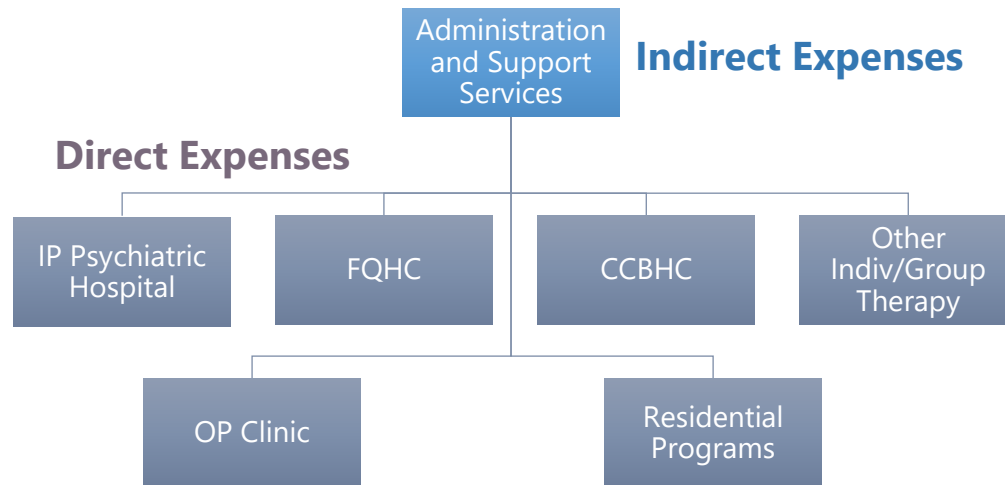 Administration
and Support
Services
Indirect Expenses
Direct Expenses
IP Psychiatric
Hospital
FQHC
CCBHC
Other
Indiv/Group
Therapy
OP Clinic
Residential
Programs